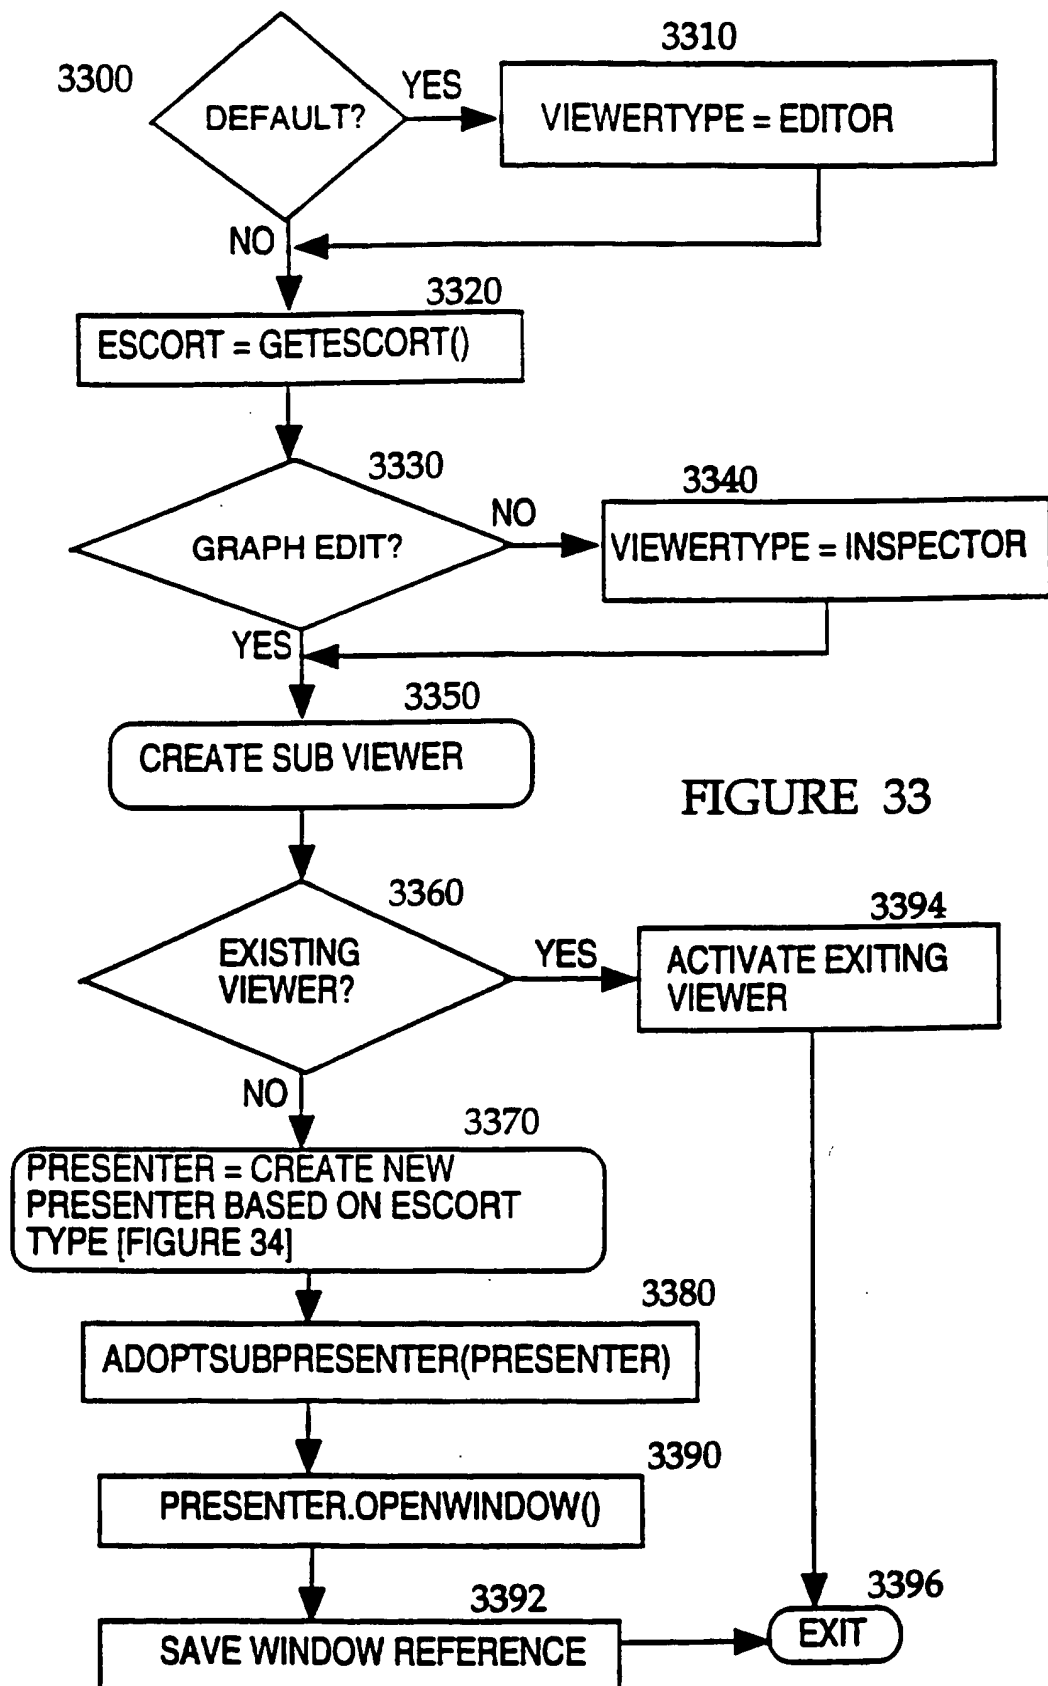 3300
DEFAULT?
YES
3310
VIEWERTYPE = EDITOR
NO
3320
ESCORT = GETESCORT()
3330
GRAPH EDIT?
NO
3340
VIEWERTYPE = INSPECTOR
YES
3350
CREATE SUB VIEWER
FIGURE 33
3360
EXISTING
VIEWER?
YES
3394
ACTIVATE EXITING
VIEWER
NO
3370
PRESENTER = CREATE NEW
PRESENTER BASED ON ESCORT
TYPE [FIGURE 34]
3380
ADOPTSUBPRESENTER(PRESENTER)
3390
PRESENTER.OPENWINDOW()
3392
SAVE WINDOW REFERENCE
3396
EXIT